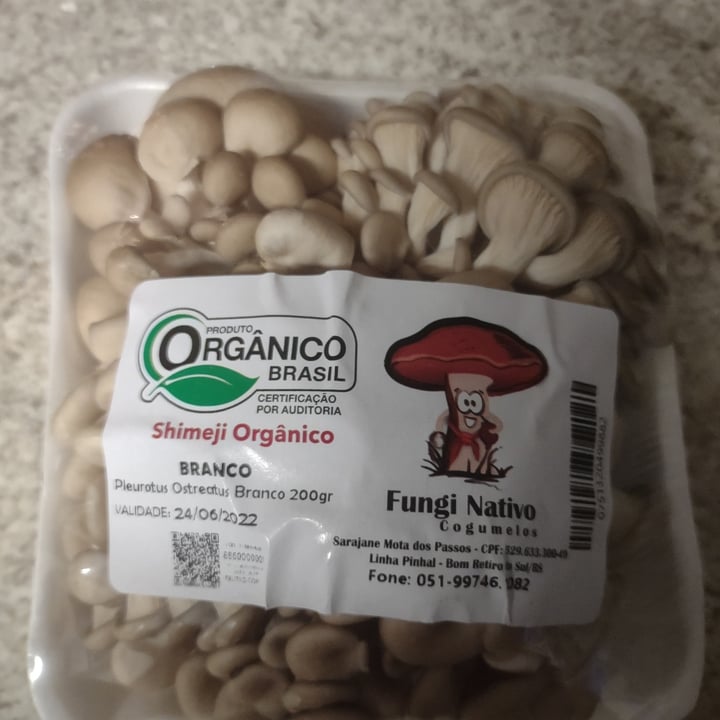 PRODUTO
ORGÂNICO
BRASIL
CERTIFICAÇÃO
POR AUDITORIA
Shimeji Orgânico
BRANCO
Pleurotus Ostreatus Branco 200gr
VALIDADE: 24/06/2022
Fungi Nativo
Cogumelos
Sarajane Mota dos Passos - CPF:
Linha Pinhal - Bom Retiro Sul/RS
Fone: 051-99746. 082